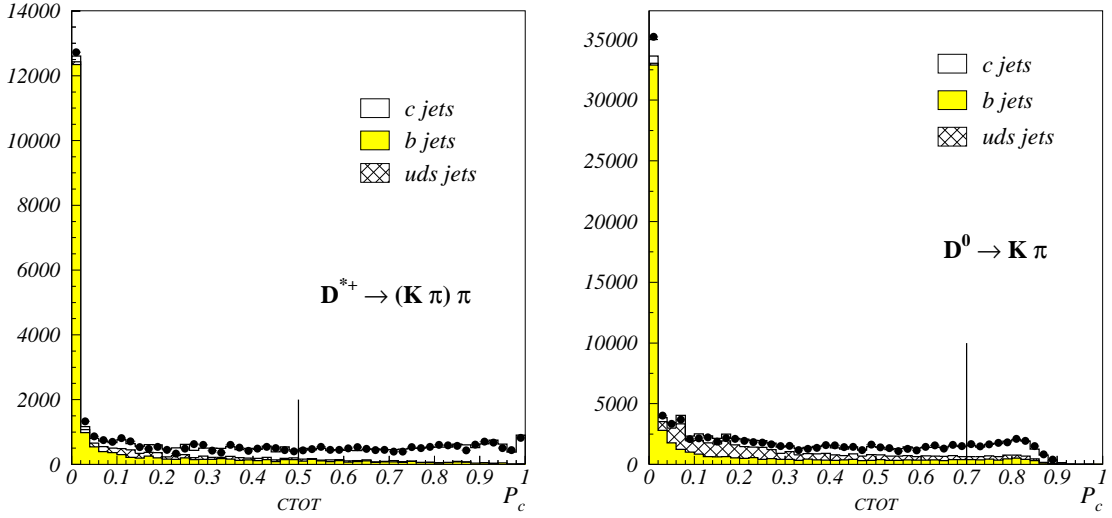 14000
12000
10000
8000
6000
4000
2000
0
c jets
b jets
uds jets
D*+ → (K π) π
0 0.1 0.2 0.3 0.4 0.5 0.6 0.7 0.8 0.9 1
CTOT
P_c
35000
30000
25000
20000
15000
10000
5000
0
c jets
b jets
uds jets
D⁰ → K π
0 0.1 0.2 0.3 0.4 0.5 0.6 0.7 0.8 0.9 1
CTOT
P_c